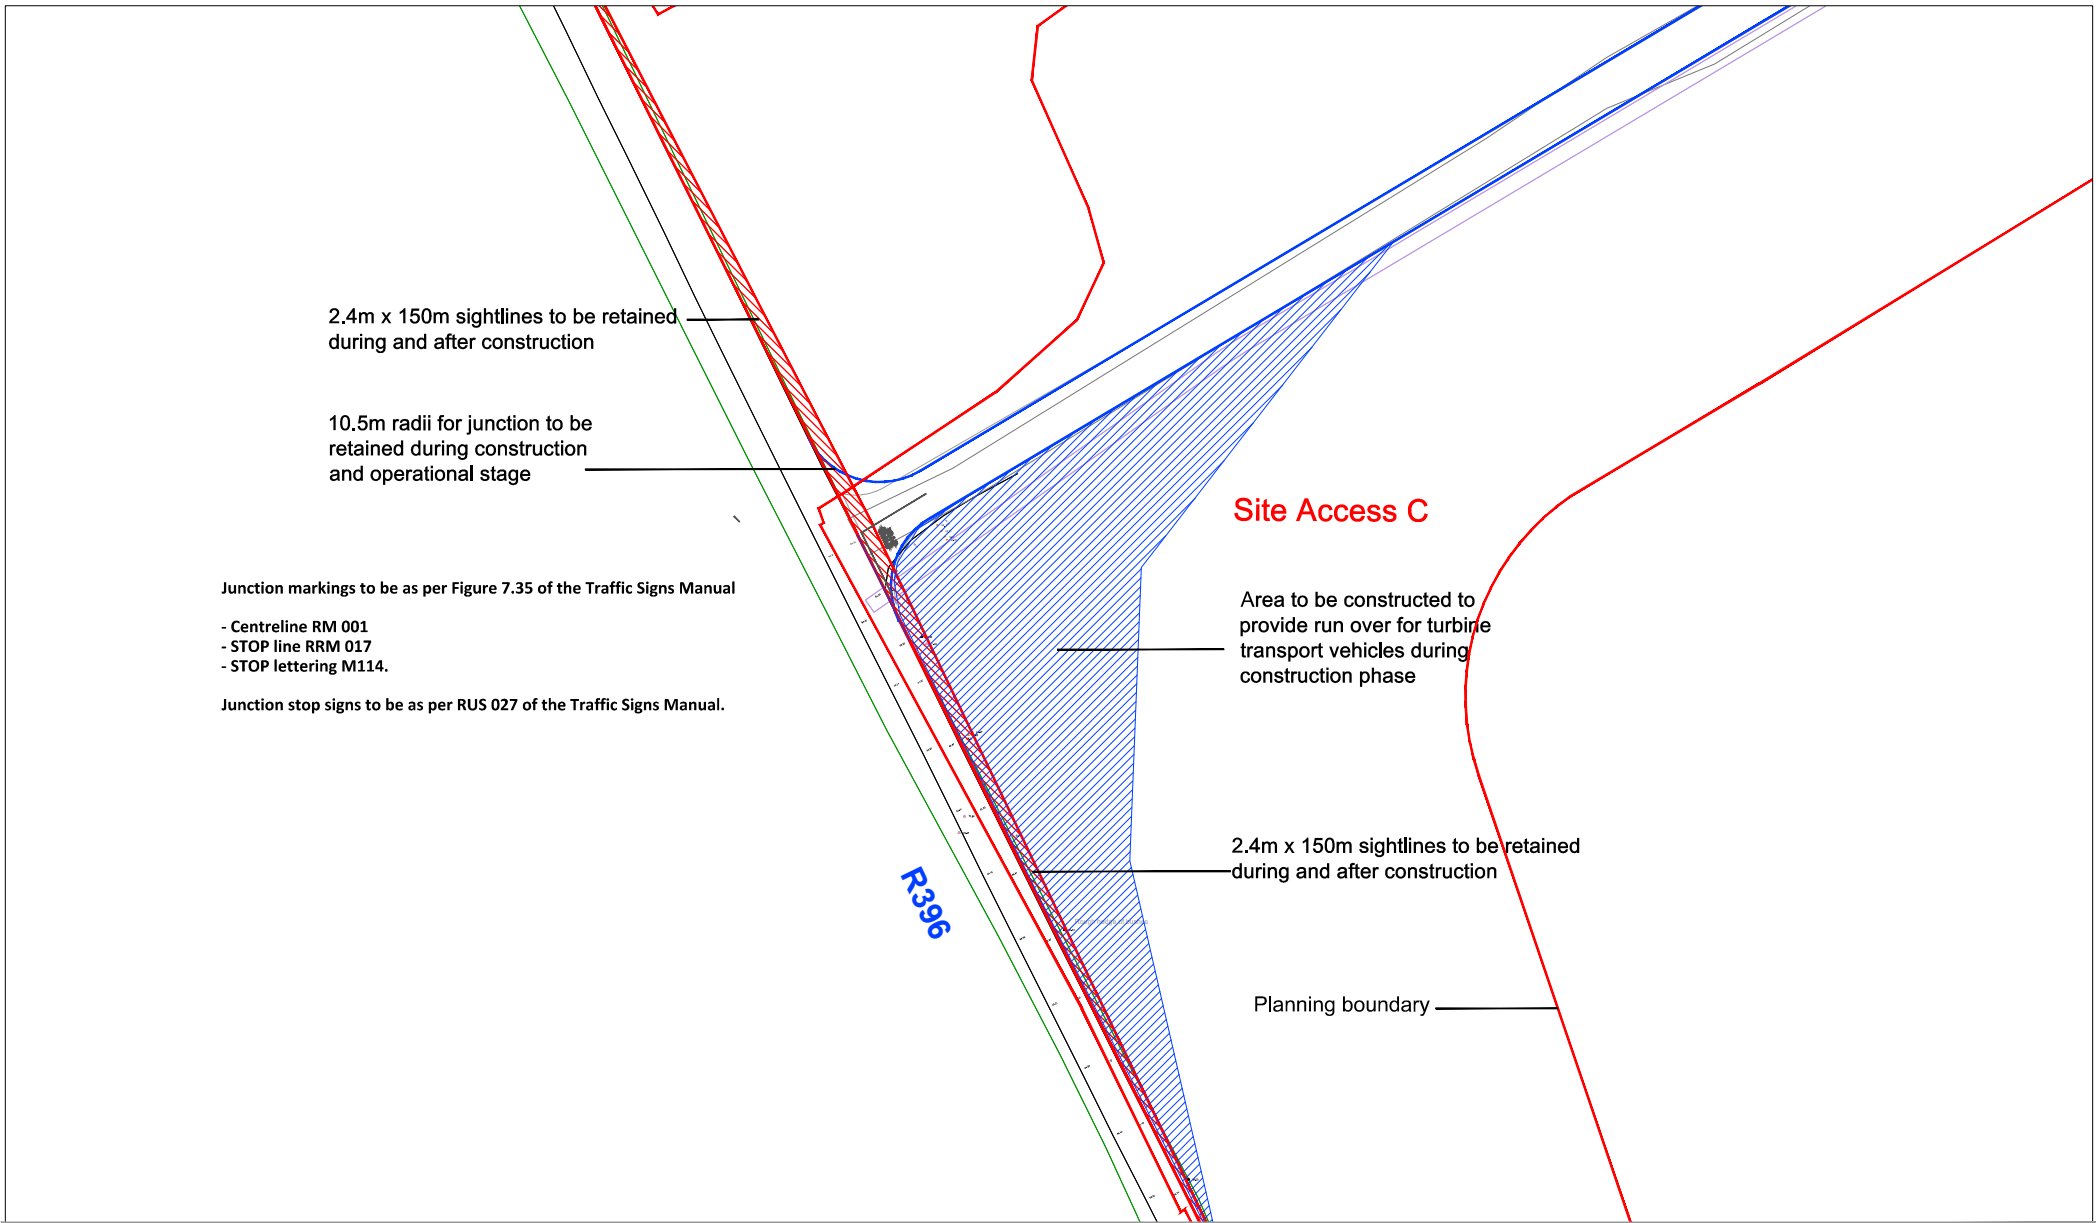 2.4m x 150m sightlines to be retained
during and after construction
10.5m radii for junction to be
retained during construction
and operational stage
Site Access C
Junction markings to be as per Figure 7.35 of the Traffic Signs Manual
- Centreline RM 001
- STOP line RRM 017
- STOP lettering M114.
Junction stop signs to be as per RUS 027 of the Traffic Signs Manual.
Area to be constructed to
provide run over for turbine
transport vehicles during
construction phase
2.4m x 150m sightlines to be retained
during and after construction
R396
Planning boundary